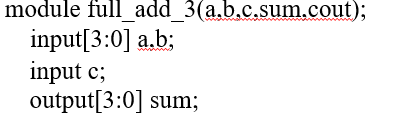 module full_add_3(a,b,c,sum,cout);
input[3:0] a,b;
input c;
output[3:0] sum;